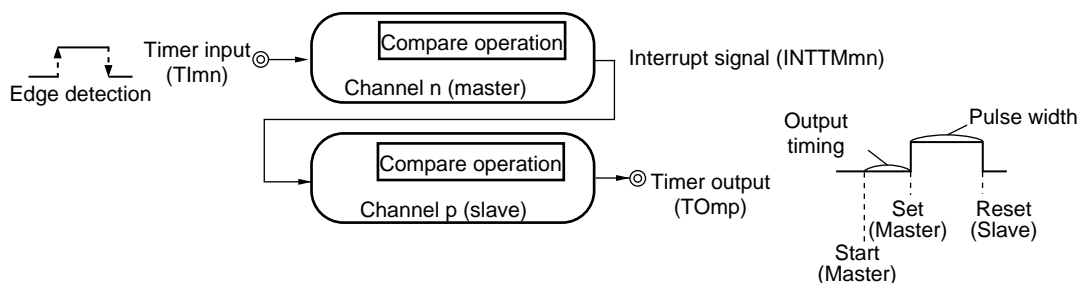 Edge detection
Timer input
(TImn)
Compare operation
Channel n (master)
Interrupt signal (INTTMmn)
Compare operation
Channel p (slave)
Timer output
(TOmp)
Output
timing
Pulse width
Set
(Master)
Reset
(Slave)
Start
(Master)